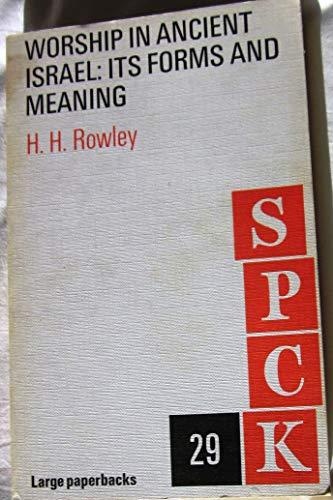 WORSHIP IN ANCIENT
ISRAEL: ITS FORMS AND
MEANING
H. H. Rowley
S
P
C
K
29
Large paperbacks